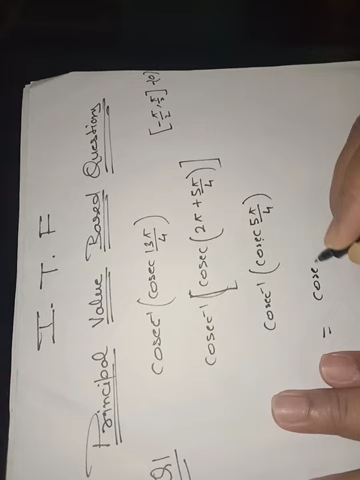 I. T. F
Principal Value Based Questions
Q1 cosec⁻¹(cosec 13π/4) [-π/2, π/2] - {0}
cosec⁻¹[cosec(2π + 5π/4)]
cosec⁻¹(cosec 5π/4)
= cose